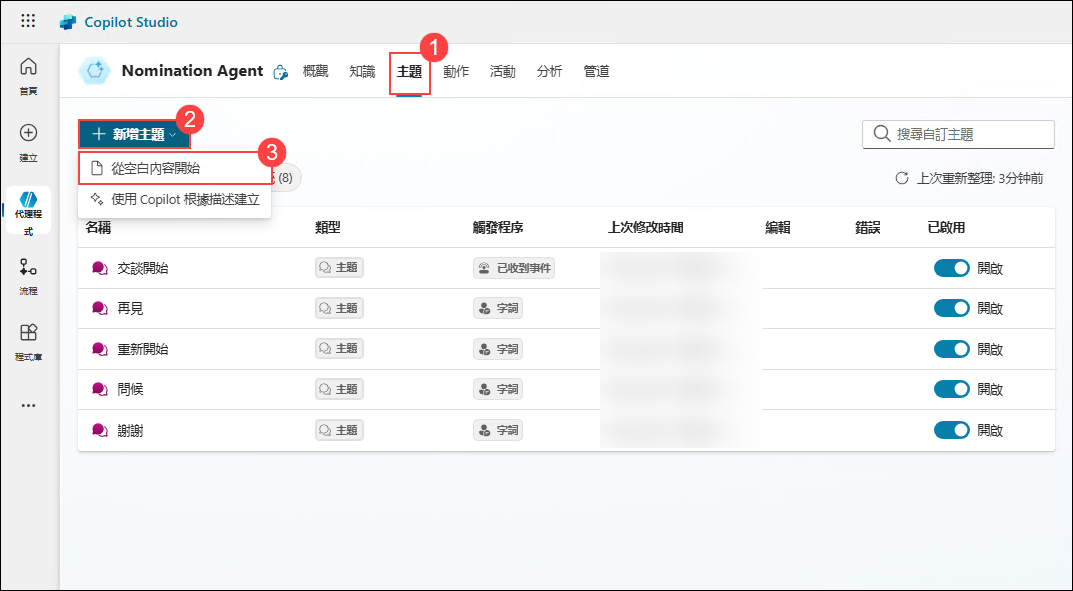 Copilot Studio
首頁
建立
代理程式
流程
程式庫
Nomination Agent 概觀 知識 主題 動作 活動 分析 管道
1
2
新增主題
搜尋自訂主題
3
從空白內容開始
(8)
上次重新整理: 3分钟前
使用 Copilot 根據描述建立
名稱 類型 觸發程序 上次修改時間 編輯 錯誤 已啟用
交談開始 主題 已收到事件 開啟
再見 主題 字詞 開啟
重新開始 主題 字詞 開啟
問候 主題 字詞 開啟
謝謝 主題 字詞 開啟